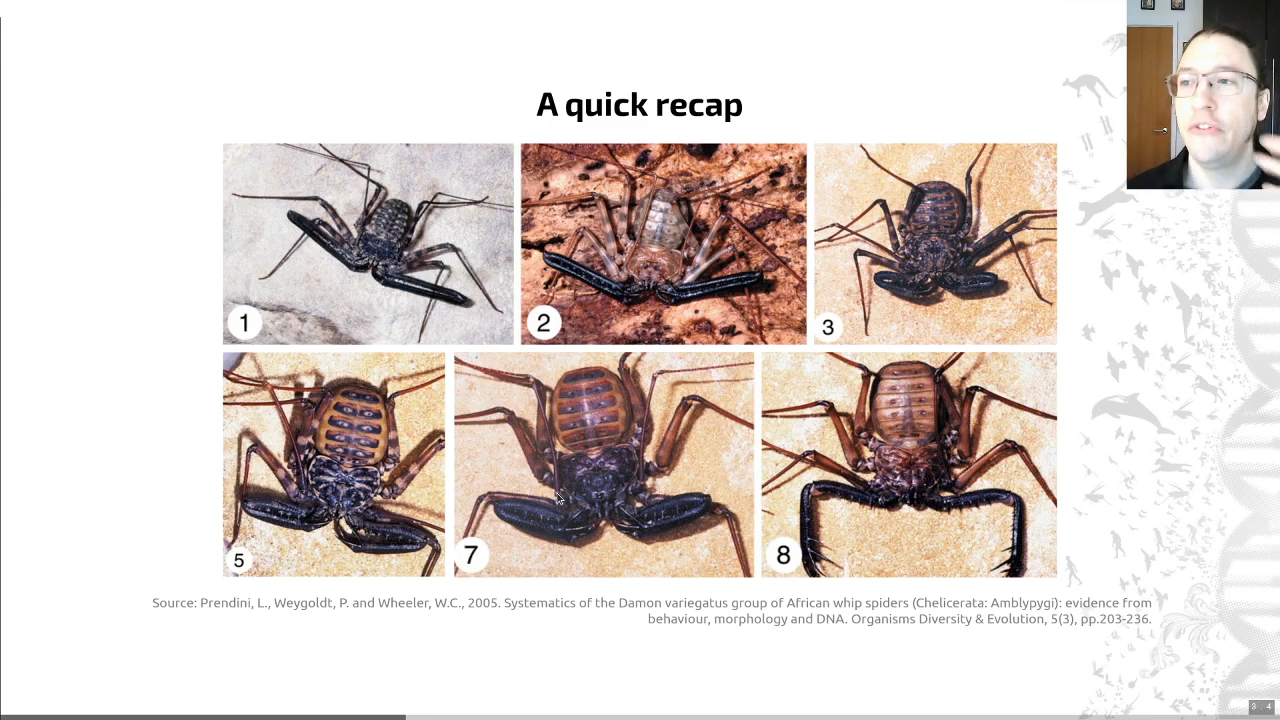 A quick recap
1
2
3
5
7
8
Source: Prendini, L., Weygoldt, P. and Wheeler, W.C., 2005. Systematics of the Damon variegatus group of African whip spiders (Chelicerata: Amblypygi): evidence from
behaviour, morphology and DNA. Organisms Diversity & Evolution, 5(3), pp.203-236.
3 . 4